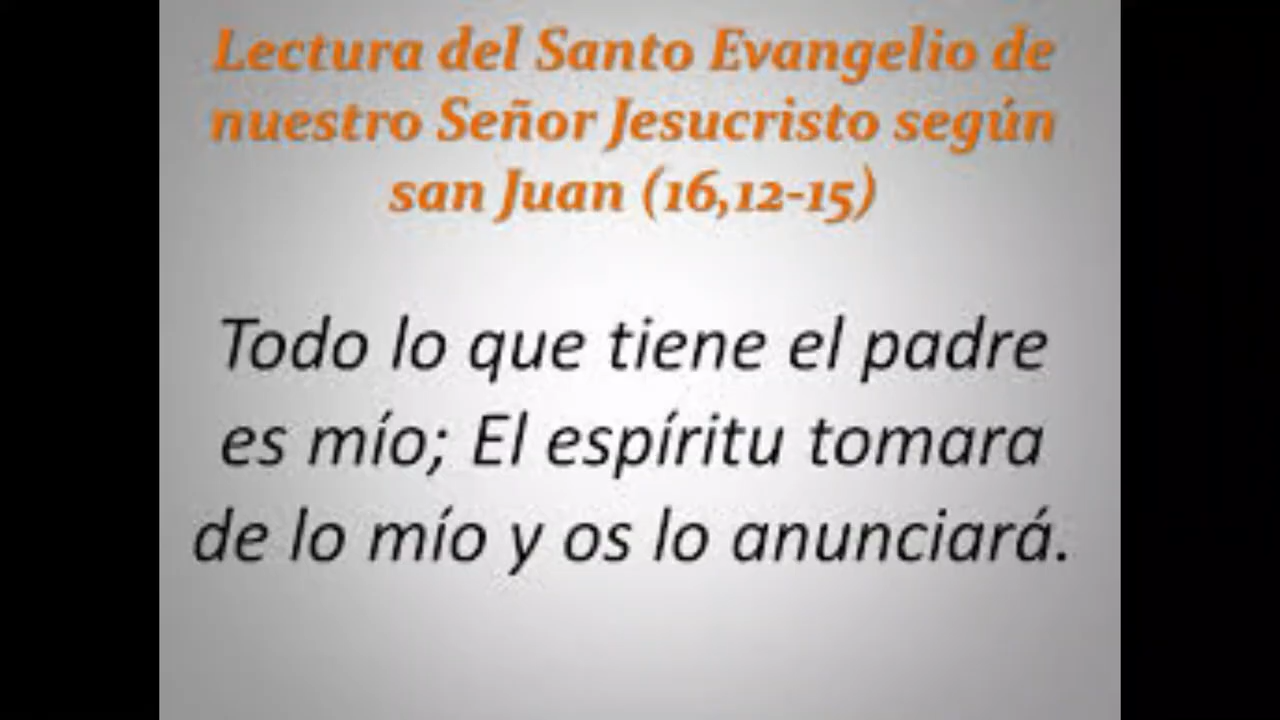 Lectura del Santo Evangelio de
nuestro Señor Jesucristo según
san Juan (16,12-15)
Todo lo que tiene el padre
es mío; El espíritu tomara
de lo mío y os lo anunciará.